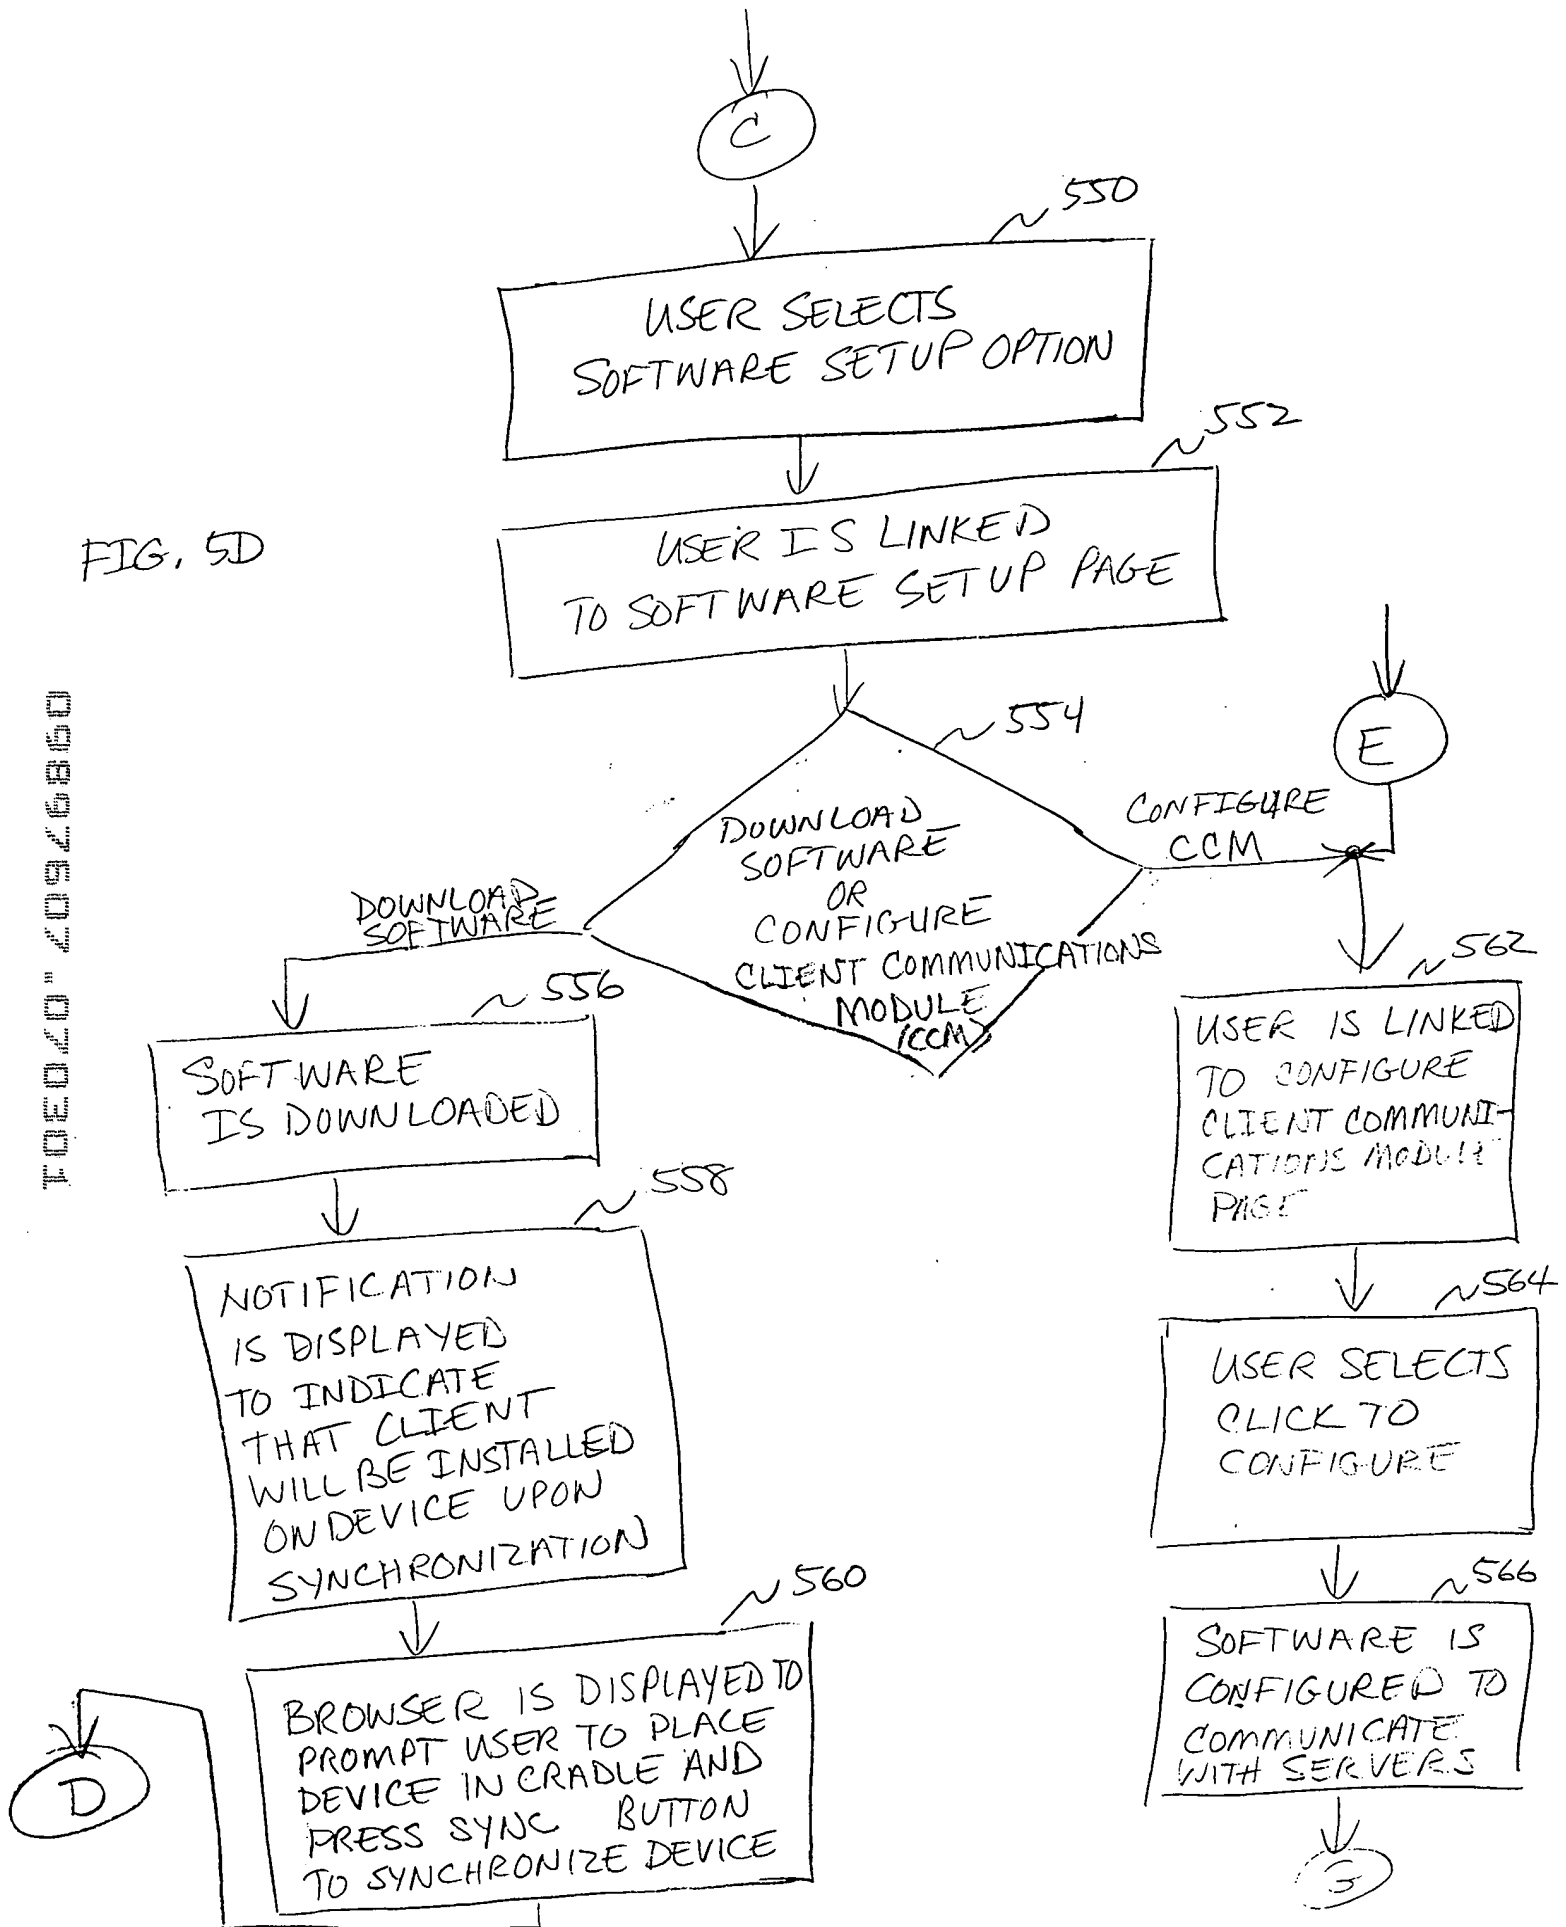 C
550
USER SELECTS
SOFTWARE SETUP OPTION
552
FIG. 5D
USER IS LINKED
TO SOFTWARE SETUP PAGE
554
E
DOWNLOAD
SOFTWARE
OR
CONFIGURE
CLIENT COMMUNICATIONS
MODULE
(CCM)
CONFIGURE
CCM
DOWNLOAD
SOFTWARE
556
SOFTWARE
IS DOWNLOADED
558
NOTIFICATION
IS DISPLAYED
TO INDICATE
THAT CLIENT
WILL BE INSTALLED
ON DEVICE UPON
SYNCHRONIZATION
560
BROWSER IS DISPLAYED TO
PROMPT USER TO PLACE
DEVICE IN CRADLE AND
PRESS SYNC BUTTON
TO SYNCHRONIZE DEVICE
D
562
USER IS LINKED
TO CONFIGURE
CLIENT COMMUNI-
CATIONS MODULE
PAGE
564
USER SELECTS
CLICK TO
CONFIGURE
566
SOFTWARE IS
CONFIGURED TO
COMMUNICATE
WITH SERVERS
09897607.070301